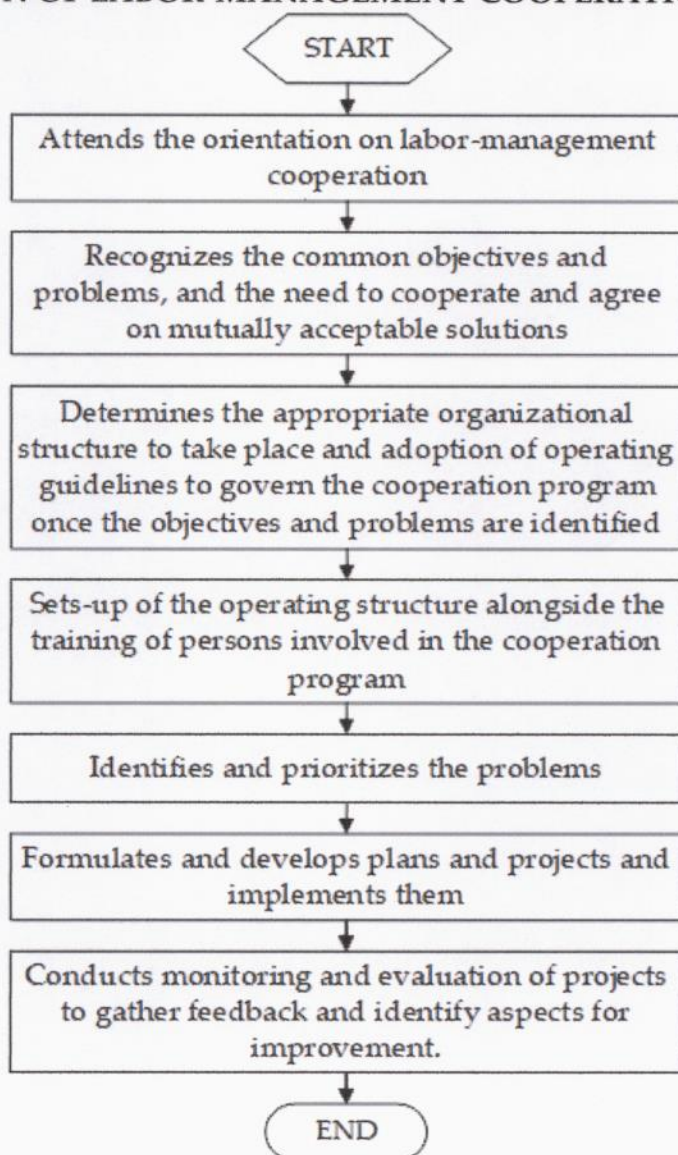 OF LABOR MANAGEMENT COOPERATI
START
Attends the orientation on labor-management
cooperation
Recognizes the common objectives and
problems, and the need to cooperate and agree
on mutually acceptable solutions
Determines the appropriate organizational
structure to take place and adoption of operating
guidelines to govern the cooperation program
once the objectives and problems are identified
Sets-up of the operating structure alongside the
training of persons involved in the cooperation
program
Identifies and prioritizes the problems
Formulates and develops plans and projects and
implements them
Conducts monitoring and evaluation of projects
to gather feedback and identify aspects for
improvement.
END